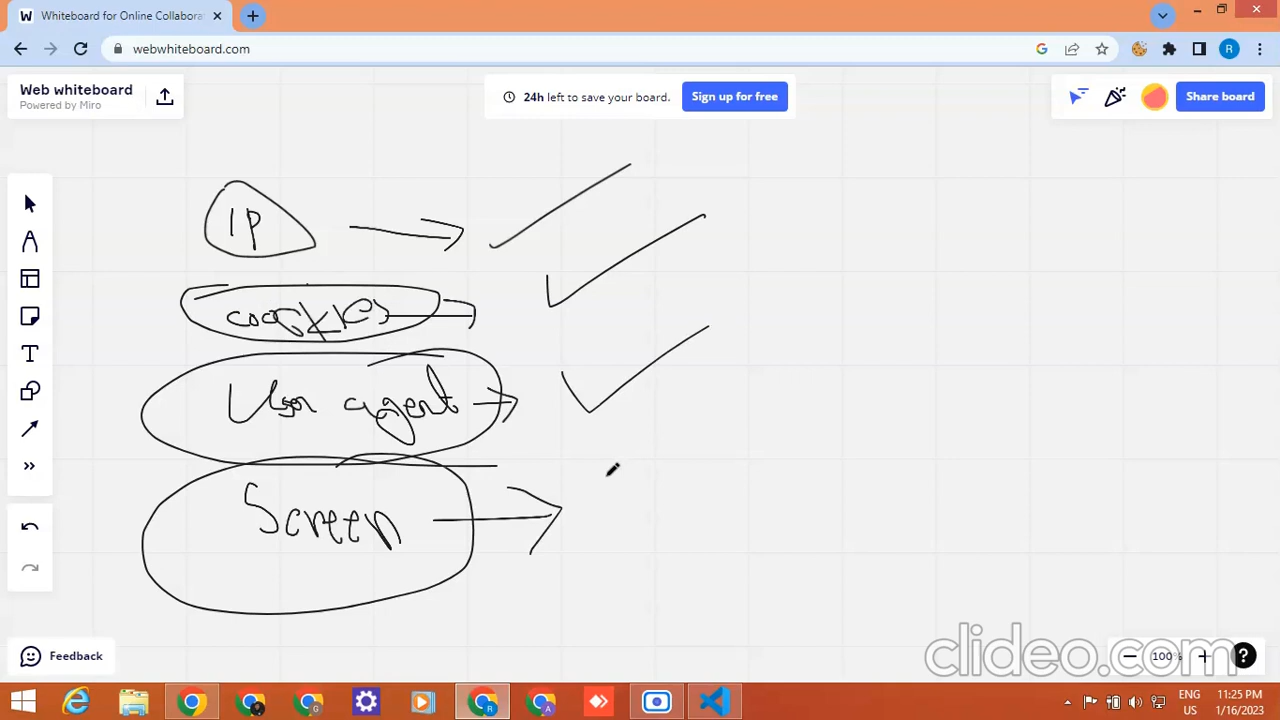 Whiteboard for Online Collabora
webwhiteboard.com
R
Web whiteboard
Powered by Miro
24h left to save your board.
Sign up for free
Share board
IP
cookies
User agent
Screen
Feedback
clideo.com
100%
ENG
US
11:25 PM
1/16/2023